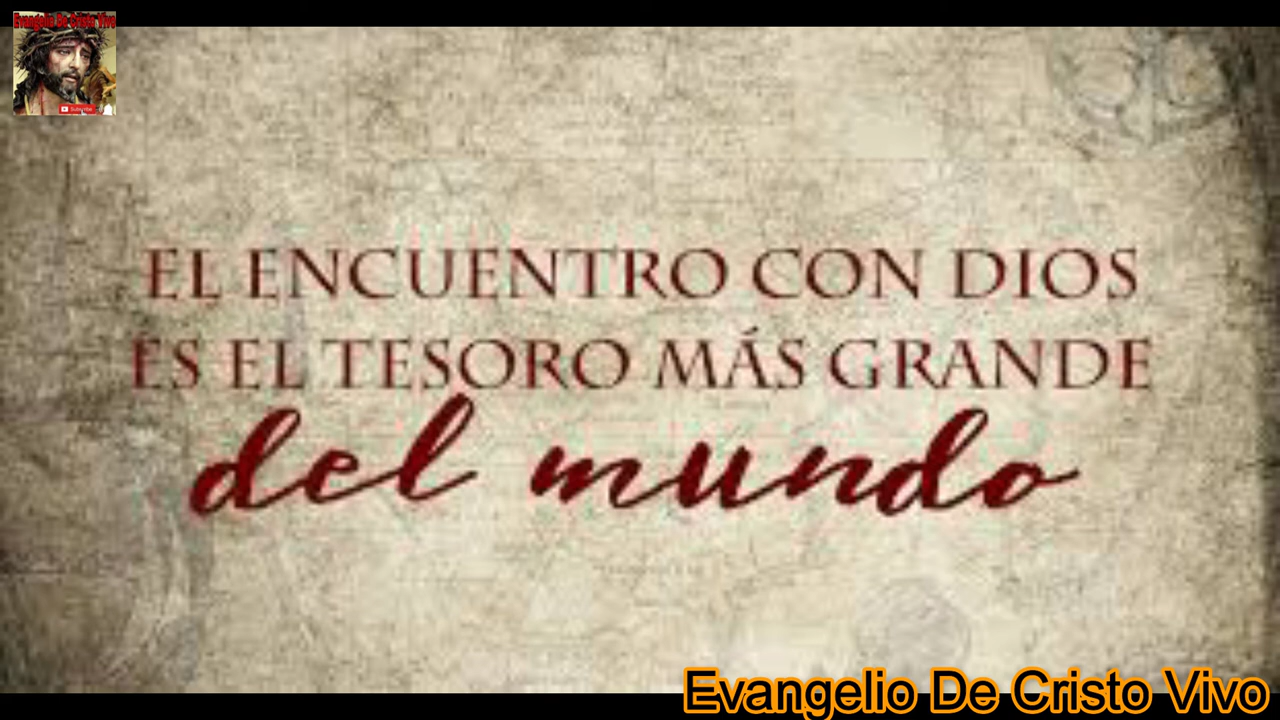 Evangelio De Cristo Vivo
Subscribe
EL ENCUENTRO CON DIOS
ES EL TESORO MÁS GRANDE
del mundo
Evangelio De Cristo Vivo